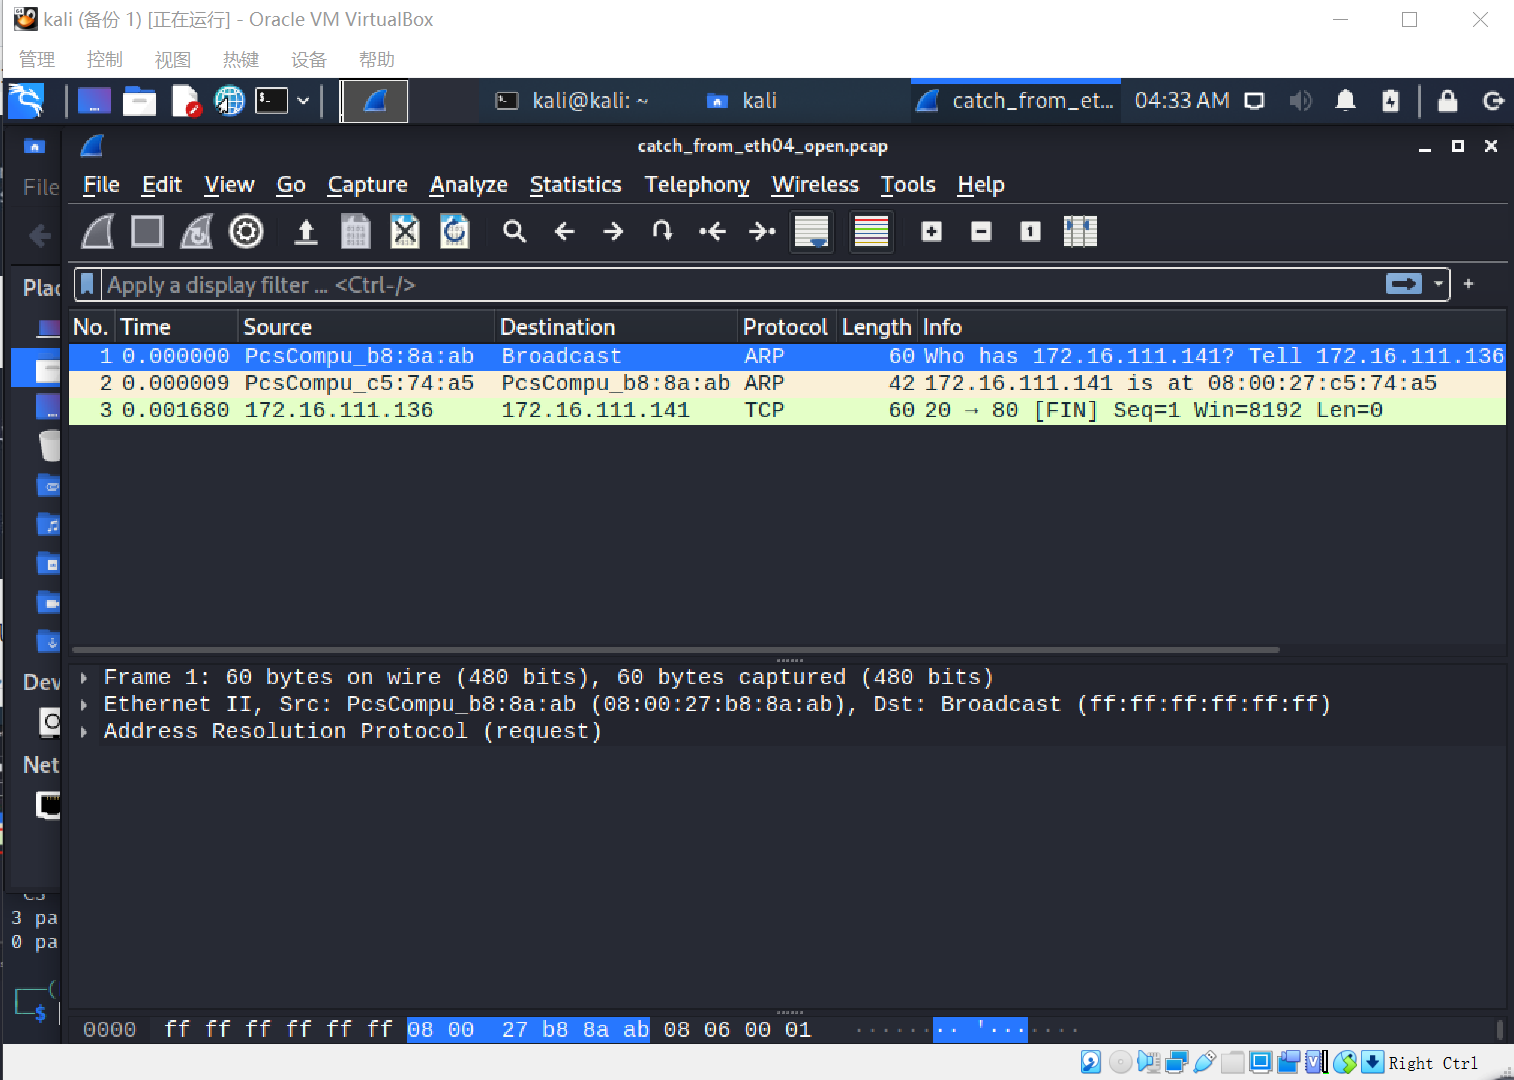 kali (备份 1) [正在运行] - Oracle VM VirtualBox
管理 控制 视图 热键 设备 帮助
kali@kali: ~ kali catch_from_et... 04:33 AM
catch_from_eth04_open.pcap
File
File Edit View Go Capture Analyze Statistics Telephony Wireless Tools Help
Apply a display filter ... <Ctrl-/>
Plac
No. Time Source Destination Protocol Length Info
1 0.000000 PcsCompu_b8:8a:ab Broadcast ARP 60 Who has 172.16.111.141? Tell 172.16.111.136
2 0.000009 PcsCompu_c5:74:a5 PcsCompu_b8:8a:ab ARP 42 172.16.111.141 is at 08:00:27:c5:74:a5
3 0.001680 172.16.111.136 172.16.111.141 TCP 60 20 → 80 [FIN] Seq=1 Win=8192 Len=0
Frame 1: 60 bytes on wire (480 bits), 60 bytes captured (480 bits)
Dev
Ethernet II, Src: PcsCompu_b8:8a:ab (08:00:27:b8:8a:ab), Dst: Broadcast (ff:ff:ff:ff:ff:ff)
Address Resolution Protocol (request)
Net
3 pa
0 pa
$
0000 ff ff ff ff ff ff 08 00 27 b8 8a ab 08 06 00 01 ········'·······
Right Ctrl